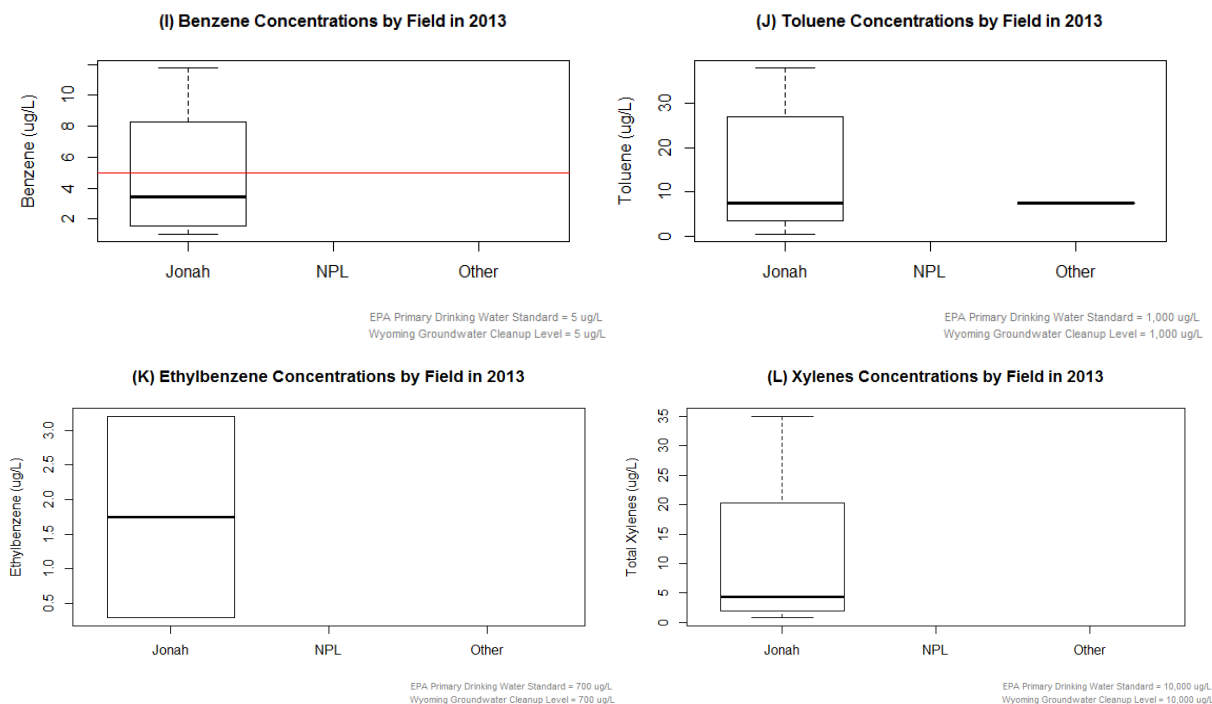 (I) Benzene Concentrations by Field in 2013
Benzene (ug/L)
10
8
6
4
2
Jonah NPL Other
EPA Primary Drinking Water Standard = 5 ug/L
Wyoming Groundwater Cleanup Level = 5 ug/L
(J) Toluene Concentrations by Field in 2013
Toluene (ug/L)
30
20
10
0
Jonah NPL Other
EPA Primary Drinking Water Standard = 1,000 ug/L
Wyoming Groundwater Cleanup Level = 1,000 ug/L
(K) Ethylbenzene Concentrations by Field in 2013
Ethylbenzene (ug/L)
3.0
2.5
2.0
1.5
1.0
0.5
Jonah NPL Other
EPA Primary Drinking Water Standard = 700 ug/L
Wyoming Groundwater Cleanup Level = 700 ug/L
(L) Xylenes Concentrations by Field in 2013
Total Xylenes (ug/L)
35
30
25
20
15
10
5
0
Jonah NPL Other
EPA Primary Drinking Water Standard = 10,000 ug/L
Wyoming Groundwater Cleanup Level = 10,000 ug/L